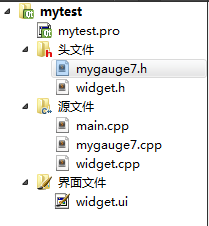 mytest
mytest.pro
头文件
mygauge7.h
widget.h
源文件
main.cpp
mygauge7.cpp
widget.cpp
界面文件
widget.ui